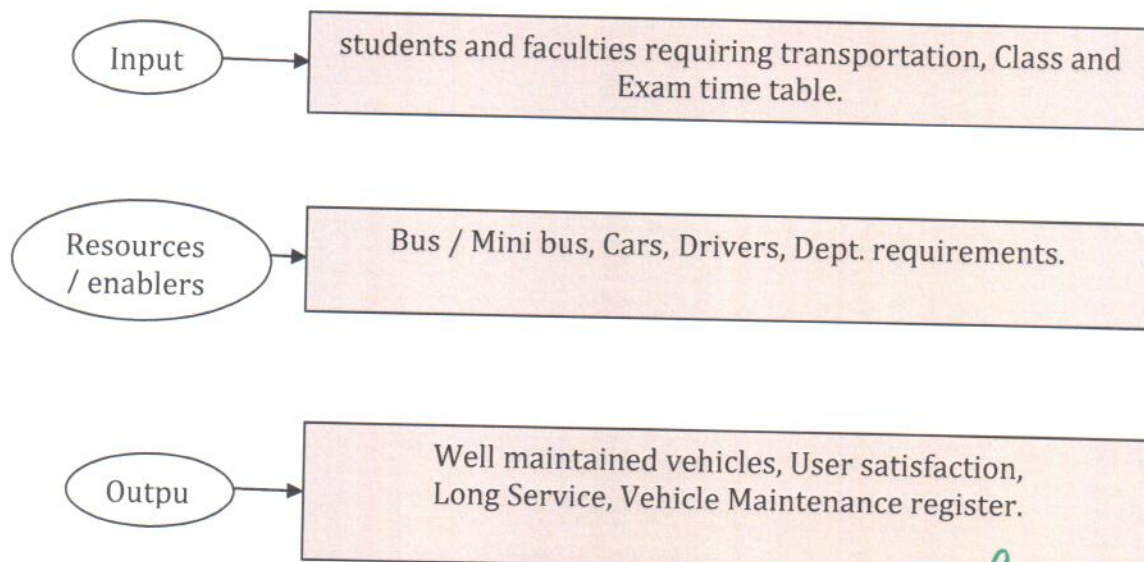 Input
students and faculties requiring transportation, Class and
Exam time table.
Resources
/ enablers
Bus / Mini bus, Cars, Drivers, Dept. requirements.
Outpu
Well maintained vehicles, User satisfaction,
Long Service, Vehicle Maintenance register.